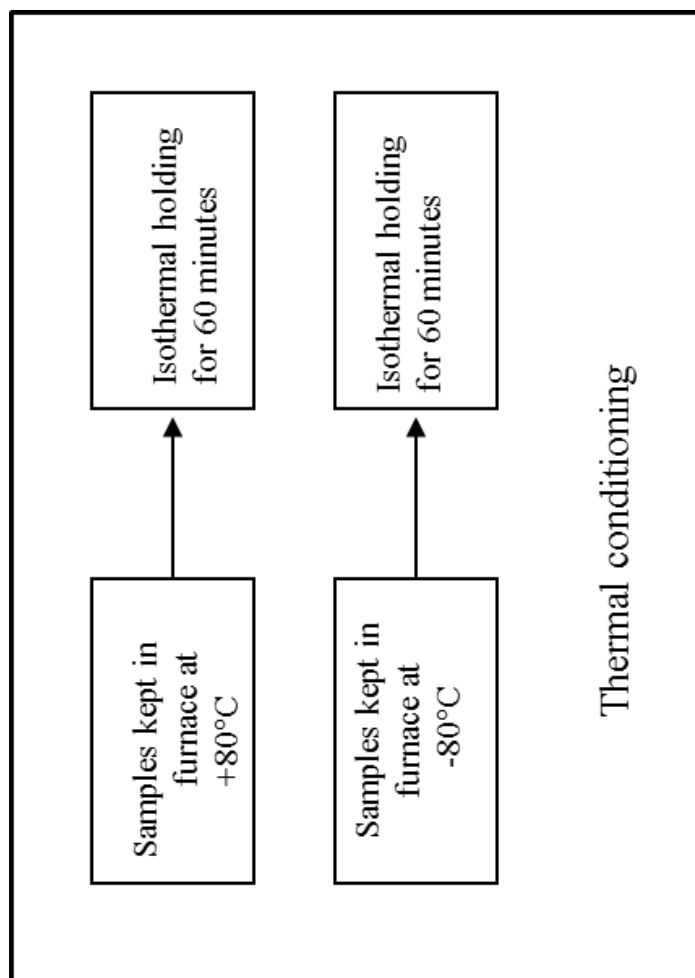 Samples kept in
furnace at
+80°C
Isothermal holding
for 60 minutes
Samples kept in
furnace at
-80°C
Isothermal holding
for 60 minutes
Thermal conditioning